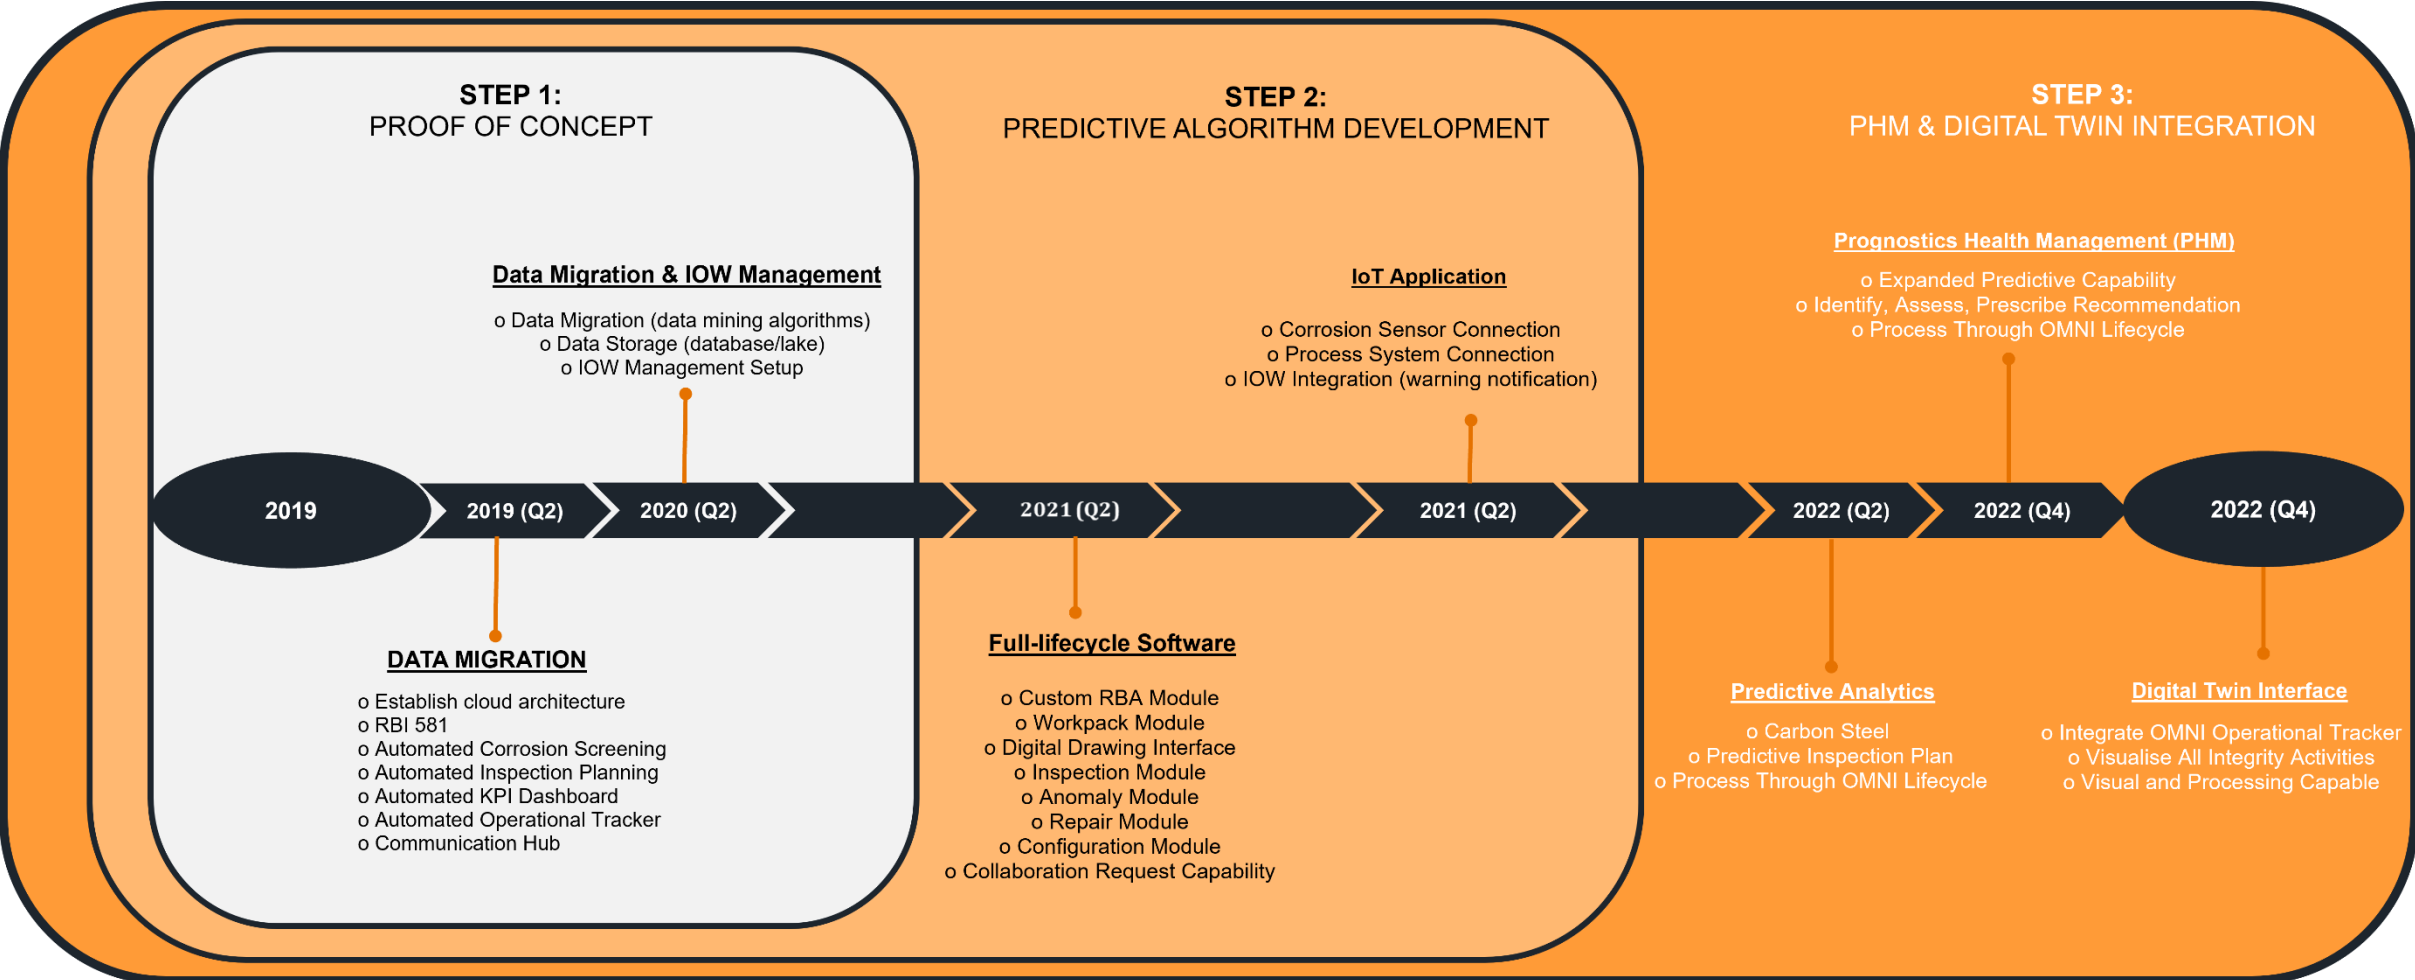 STEP 1:
PROOF OF CONCEPT
STEP 2:
PREDICTIVE ALGORITHM DEVELOPMENT
STEP 3:
PHM & DIGITAL TWIN INTEGRATION
Data Migration & IOW Management
o Data Migration (data mining algorithms)
o Data Storage (database/lake)
o IOW Management Setup
IoT Application
o Corrosion Sensor Connection
o Process System Connection
o IOW Integration (warning notification)
Prognostics Health Management (PHM)
o Expanded Predictive Capability
o Identify, Assess, Prescribe Recommendation
o Process Through OMNI Lifecycle
2019
2019 (Q2)
2020 (Q2)
2021 (Q2)
2021 (Q2)
2022 (Q2)
2022 (Q4)
2022 (Q4)
DATA MIGRATION
o Establish cloud architecture
o RBI 581
o Automated Corrosion Screening
o Automated Inspection Planning
o Automated KPI Dashboard
o Automated Operational Tracker
o Communication Hub
Full-lifecycle Software
o Custom RBA Module
o Workpack Module
o Digital Drawing Interface
o Inspection Module
o Anomaly Module
o Repair Module
o Configuration Module
o Collaboration Request Capability
Predictive Analytics
o Carbon Steel
o Predictive Inspection Plan
o Process Through OMNI Lifecycle
Digital Twin Interface
o Integrate OMNI Operational Tracker
o Visualise All Integrity Activities
o Visual and Processing Capable